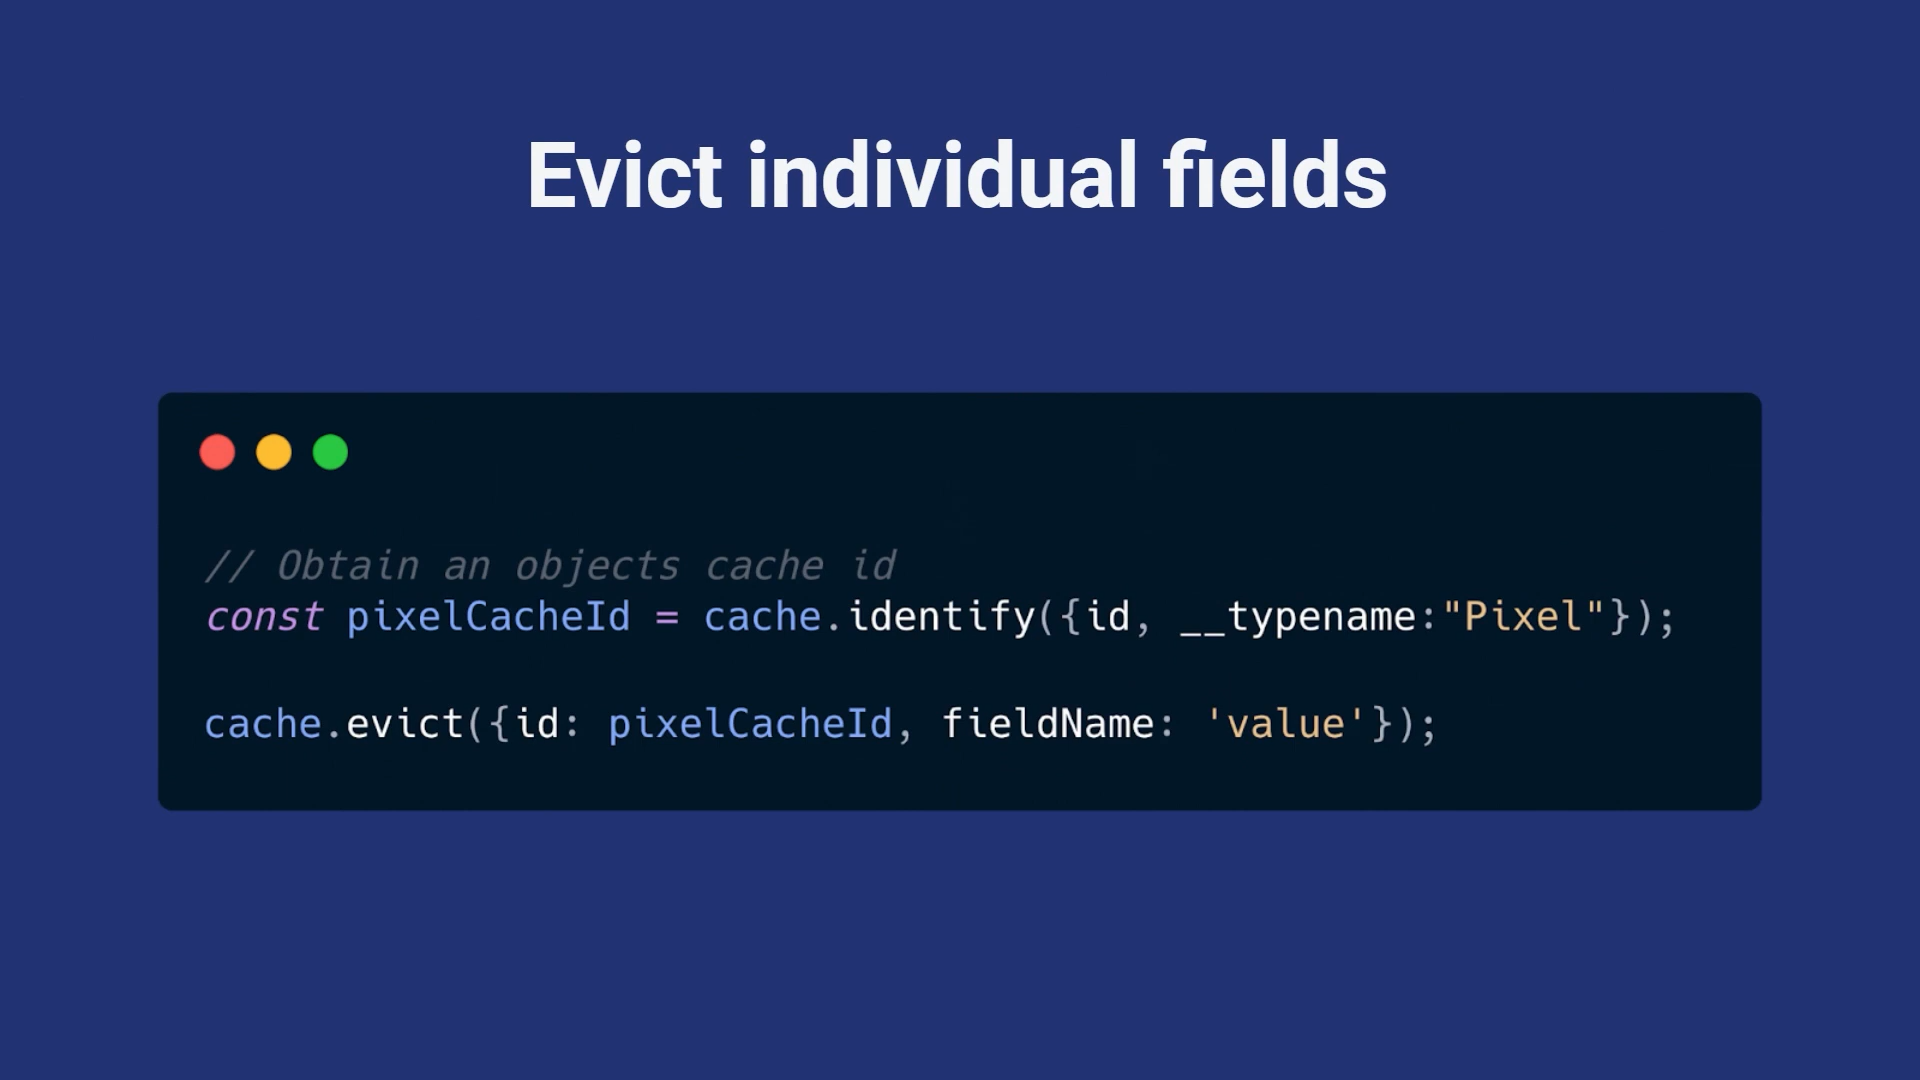 Evict individual fields
// Obtain an objects cache id
const pixelCacheId = cache.identify({id, __typename:"Pixel"});
cache.evict({id: pixelCacheId, fieldName: 'value'});